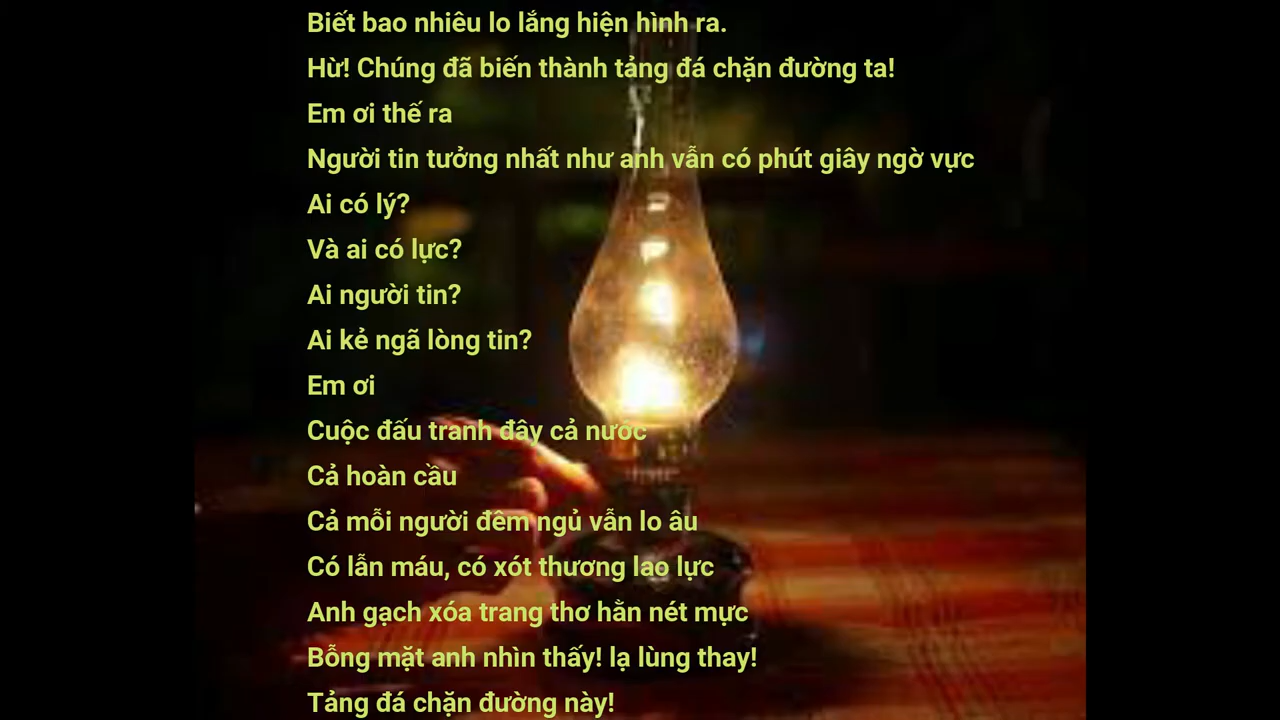 Biết bao nhiêu lo lắng hiện hình ra.
Hừ! Chúng đã biến thành tảng đá chặn đường ta!
Em ơi thế ra
Người tin tưởng nhất như anh vẫn có phút giây ngờ vực
Ai có lý?
Và ai có lực?
Ai người tin?
Ai kẻ ngã lòng tin?
Em ơi
Cuộc đấu tranh đây cả nước
Cả hoàn cầu
Cả mỗi người đêm ngủ vẫn lo âu
Có lẫn máu, có xót thương lao lực
Anh gạch xóa trang thơ hằn nét mực
Bỗng mặt anh nhìn thấy! lạ lùng thay!
Tảng đá chặn đường này!